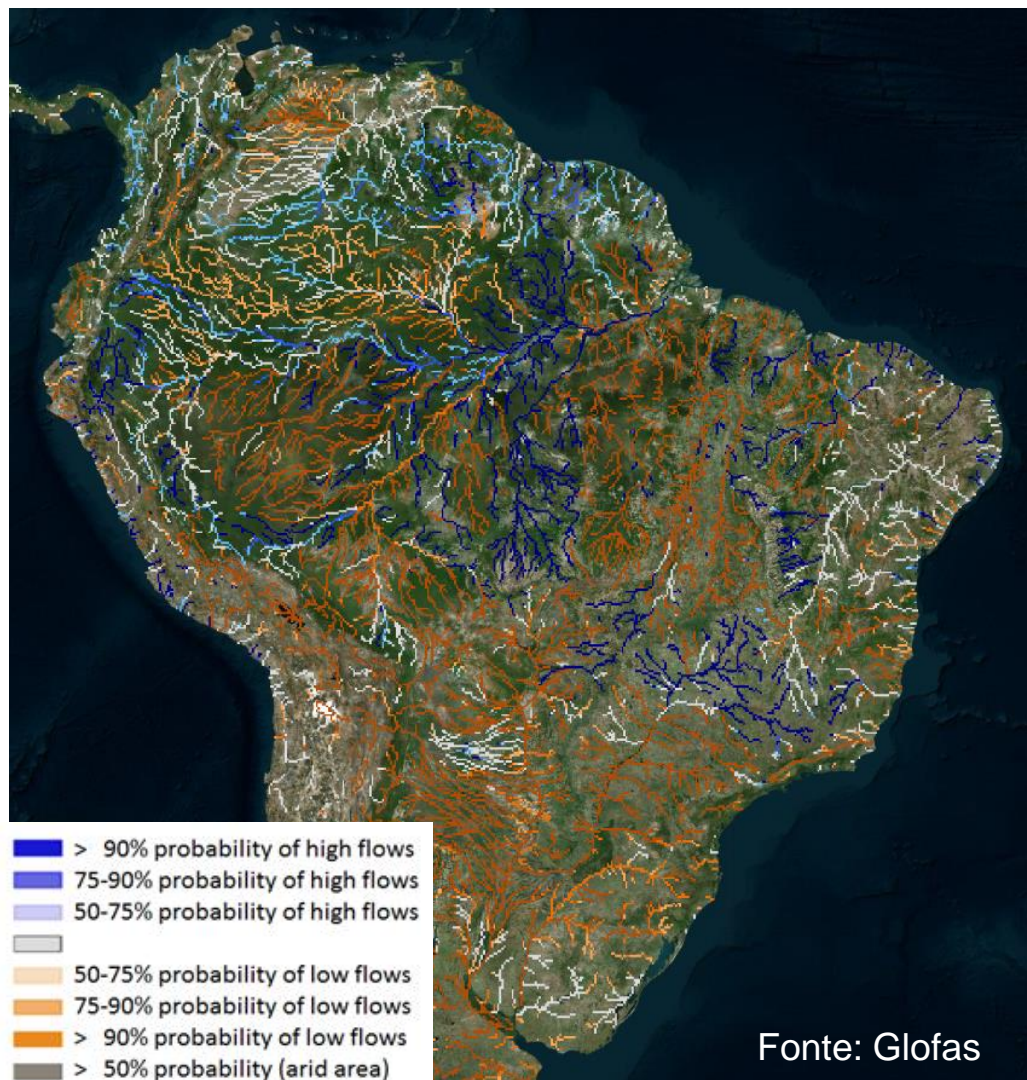 > 90% probability of high flows
75-90% probability of high flows
50-75% probability of high flows
50-75% probability of low flows
75-90% probability of low flows
> 90% probability of low flows
> 50% probability (arid area)
Fonte: Glofas